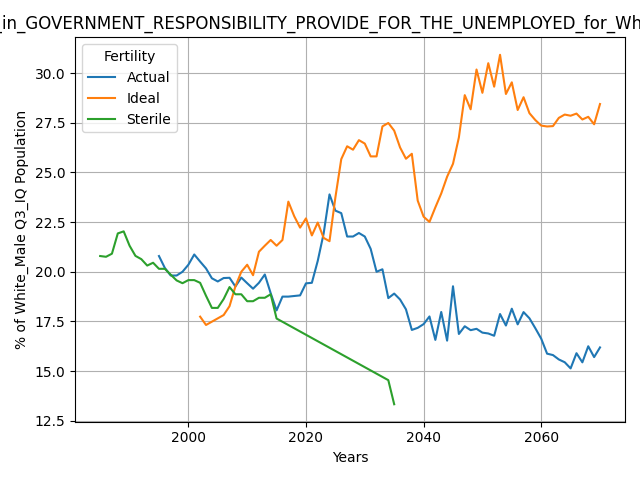 _in_GOVERNMENT_RESPONSIBILITY_PROVIDE_FOR_THE_UNEMPLOYED_for_Wh
Fertility
Actual
Ideal
Sterile
% of White_Male Q3_IQ Population
30.0
27.5
25.0
22.5
20.0
17.5
15.0
12.5
2000
2020
2040
2060
Years